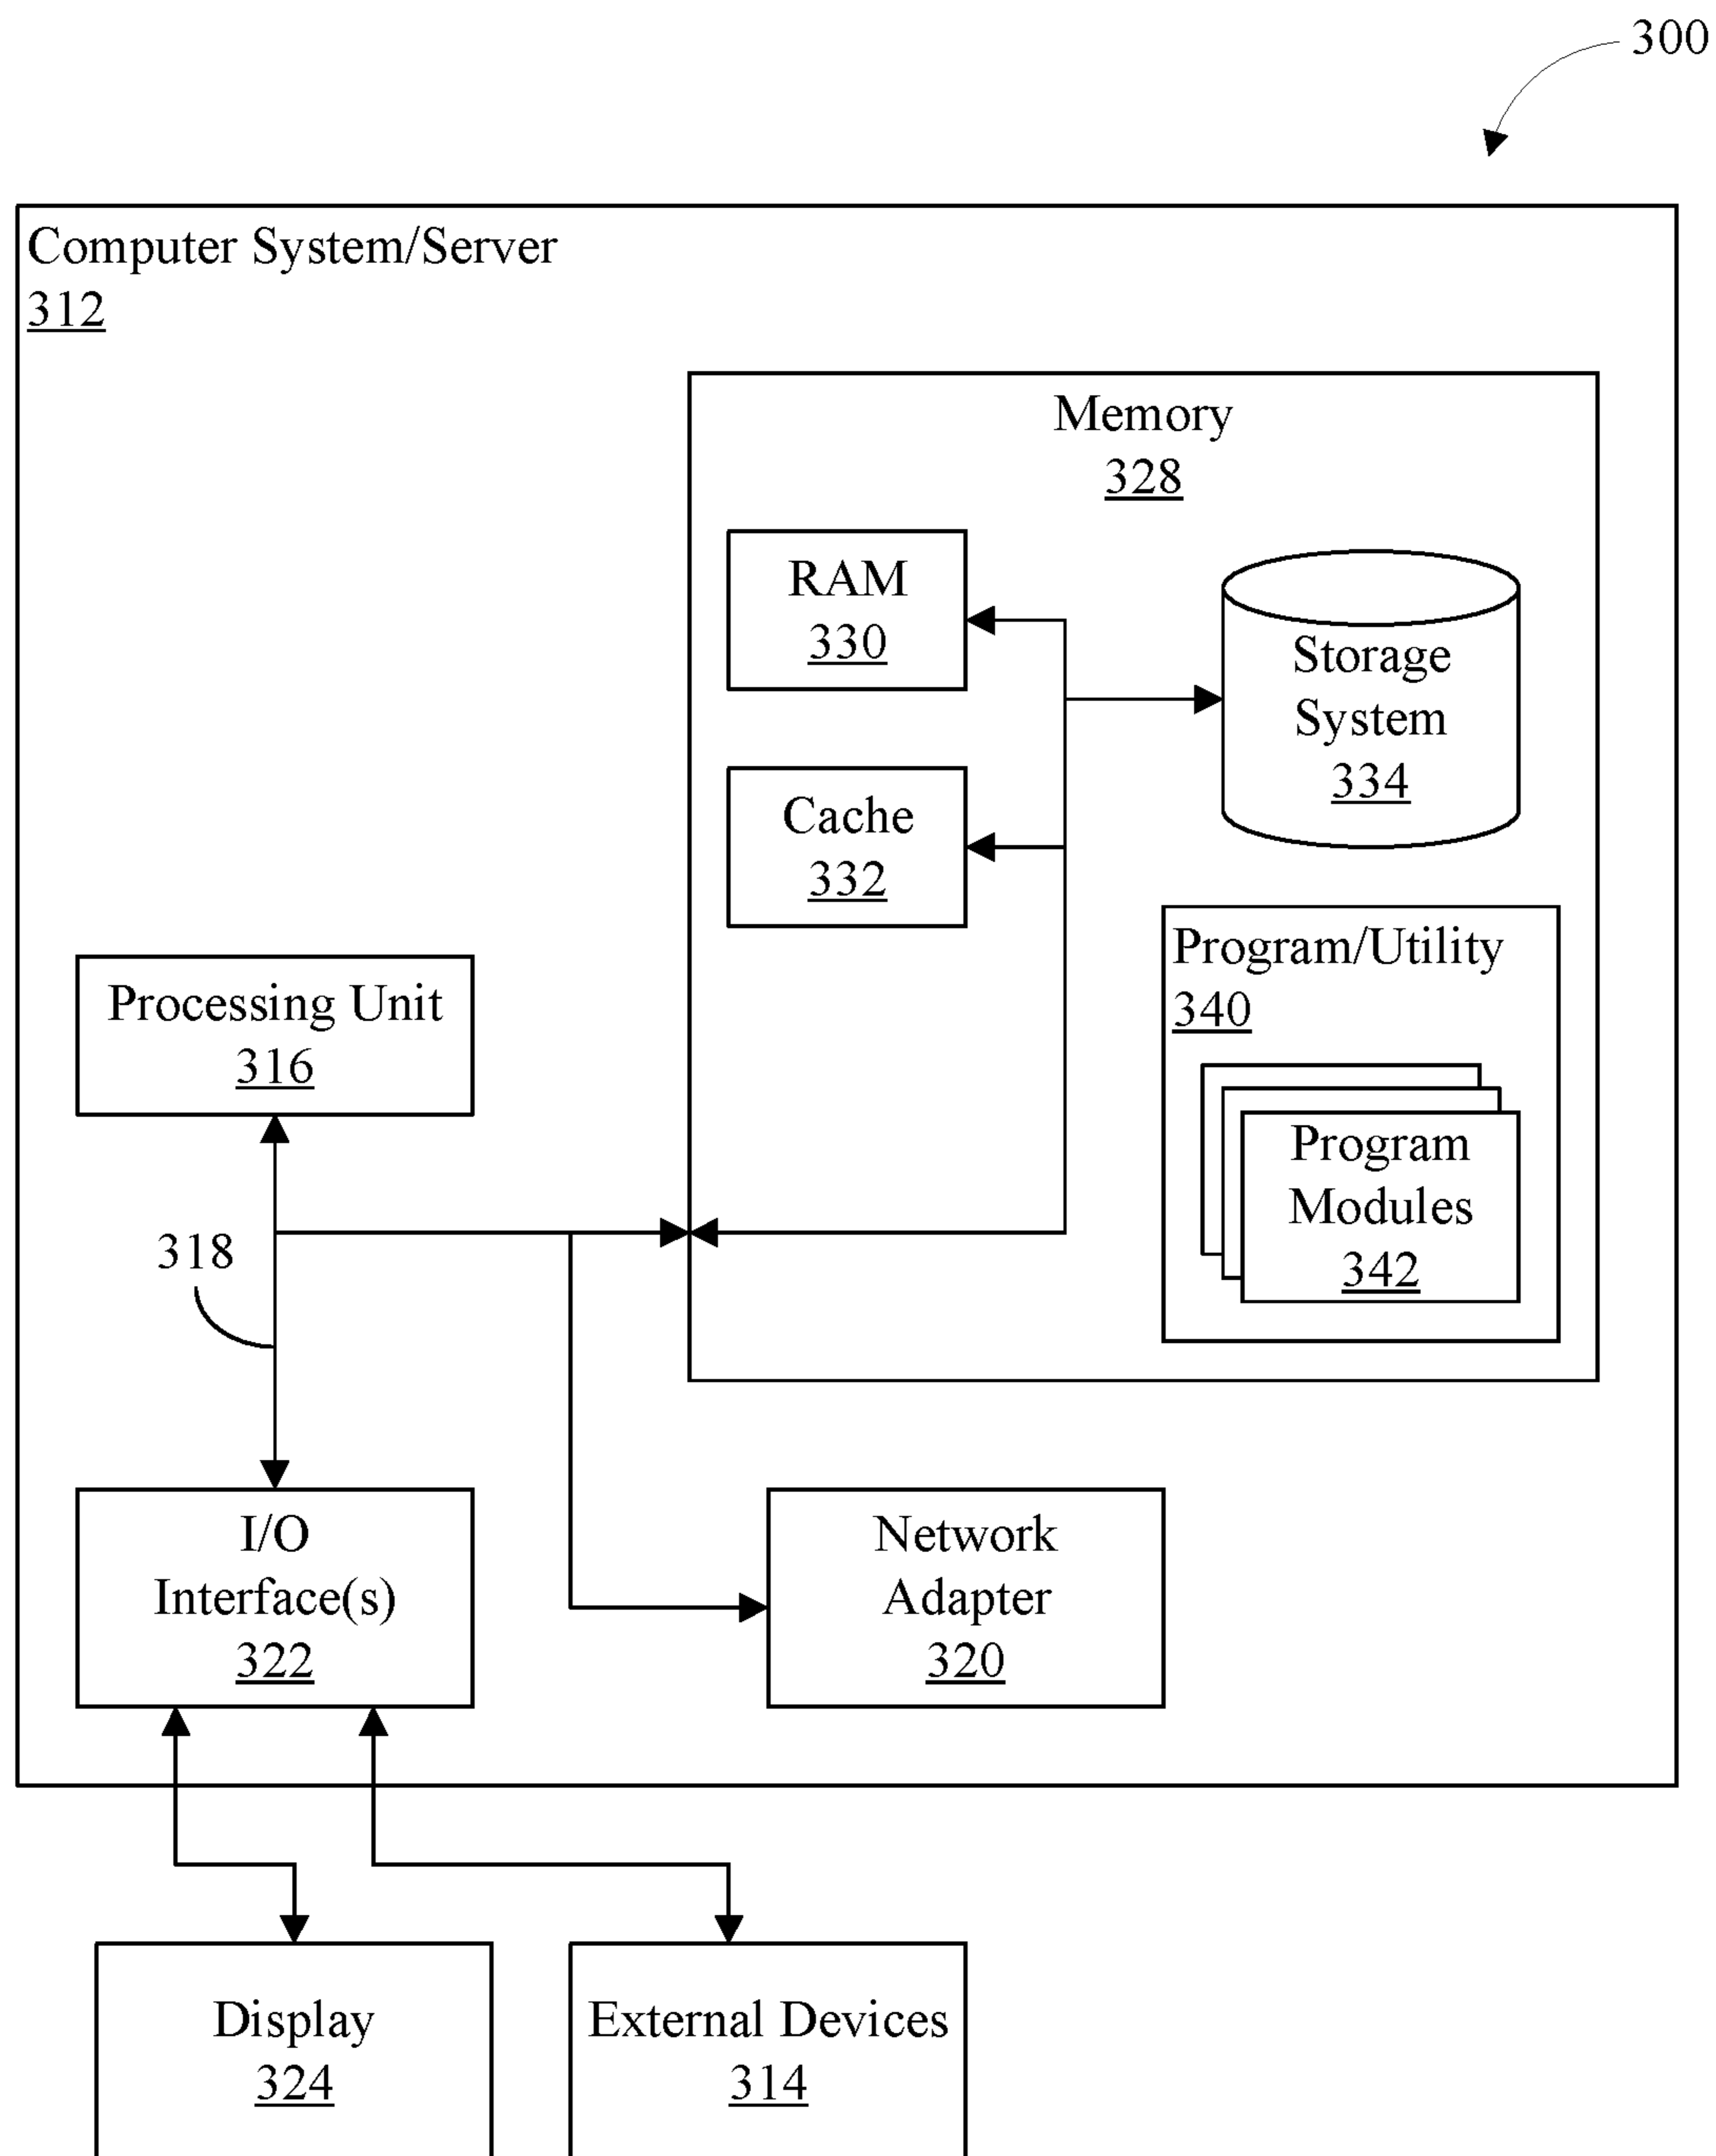 300
Computer System/Server
312
Memory
328
RAM
330
Storage
System
334
Cache
332
Program/Utility
340
Processing Unit
316
Program
Modules
342
318
I/O
Interface(s)
322
Network
Adapter
320
Display
324
External Devices
314